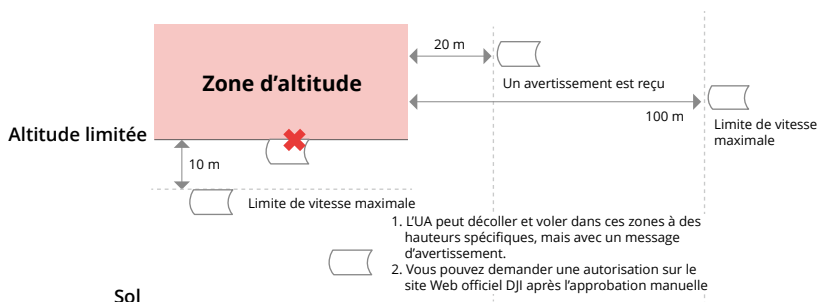 20 m
Zone d'altitude
Un avertissement est reçu
100 m
Limite de vitesse
maximale
Altitude limitée
10 m
Limite de vitesse maximale
1. L'UA peut décoller et voler dans ces zones à des
hauteurs spécifiques, mais avec un message
d'avertissement.
2. Vous pouvez demander une autorisation sur le
site Web officiel DJI après l'approbation manuelle
Sol